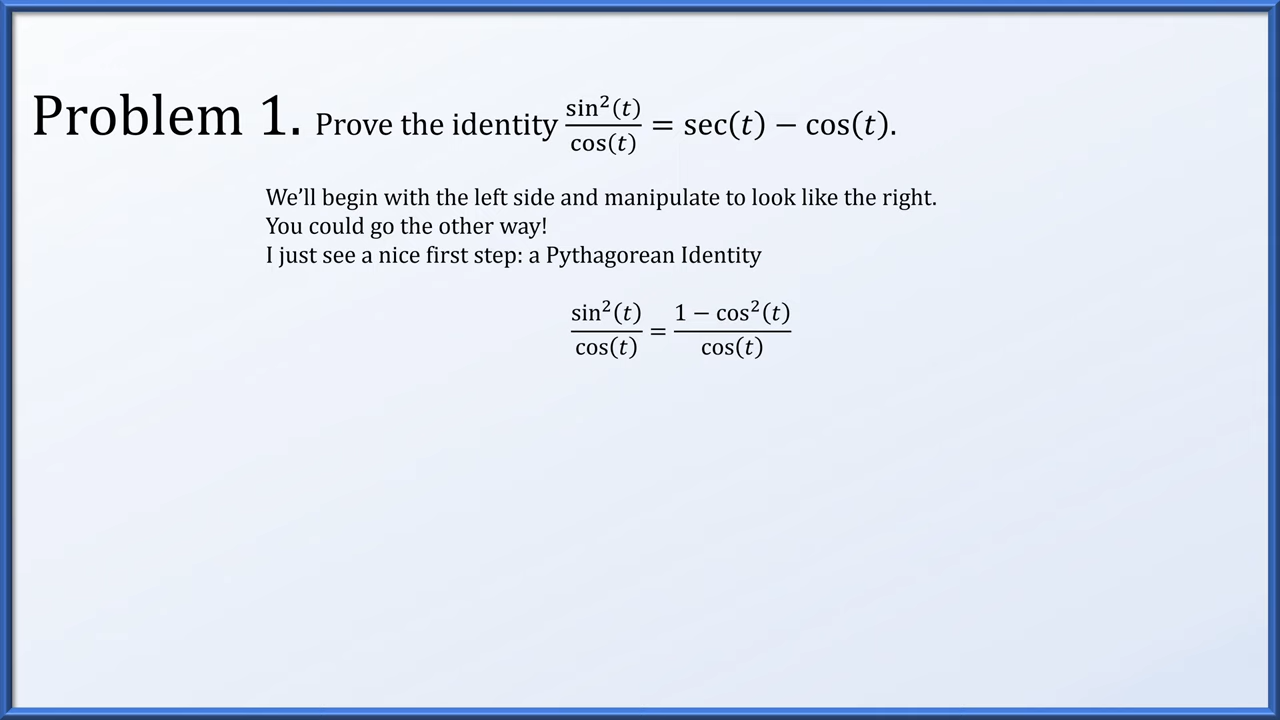 Problem 1. Prove the identity sin²(t)/cos(t) = sec(t) − cos(t).
We’ll begin with the left side and manipulate to look like the right.
You could go the other way!
I just see a nice first step: a Pythagorean Identity
sin²(t)/cos(t) = 1 − cos²(t)/cos(t)